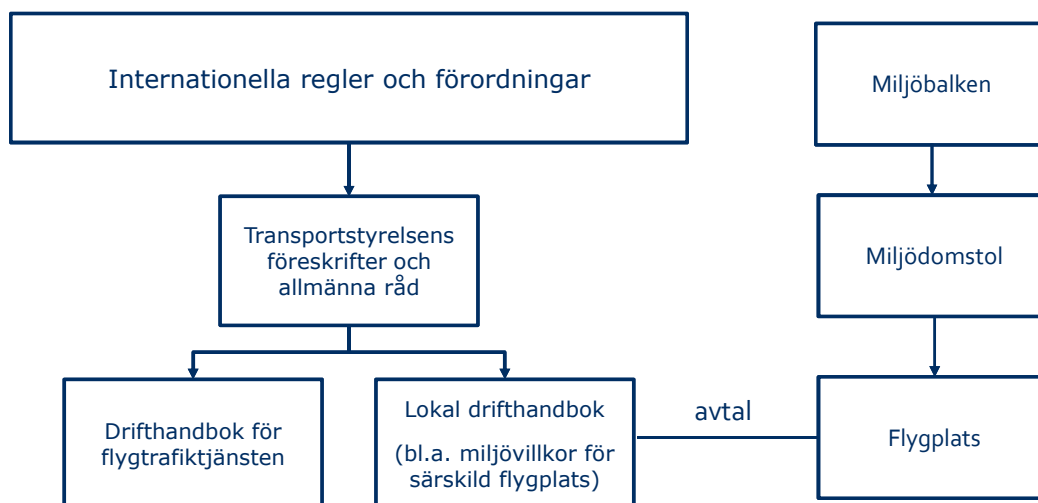 Internationella regler och förordningar
Miljöbalken
Transportstyrelsens
föreskrifter och
allmänna råd
Miljödomstol
Drifthandbok för
flygtrafiktjänsten
Lokal drifthandbok
(bl.a. miljövillkor för
särskild flygplats)
avtal
Flygplats